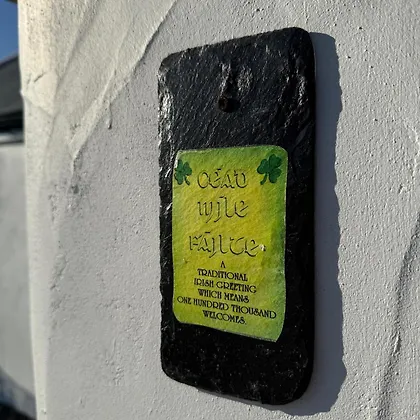 CÉAD
MÍLE
FÁILTE
A
TRADITIONAL
IRISH GREETING
WHICH MEANS
ONE HUNDRED THOUSAND
WELCOMES.